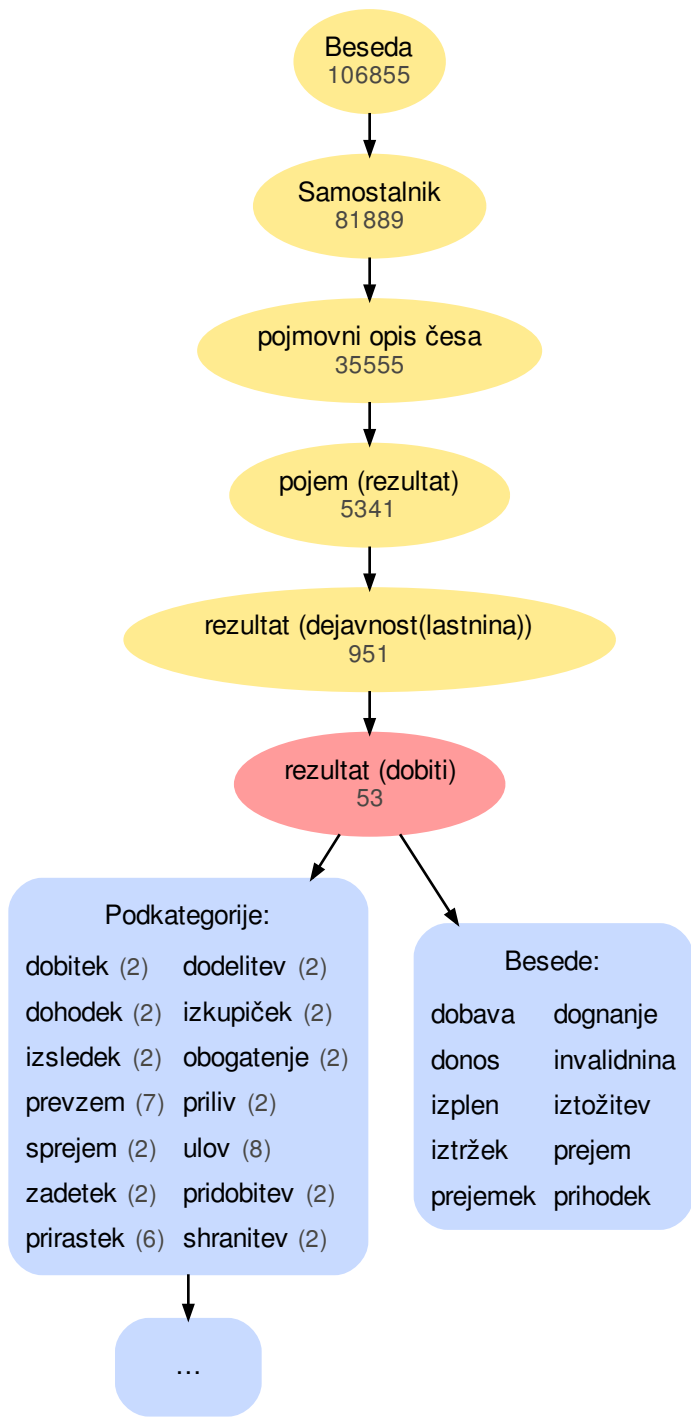 Beseda
106855
Samostalnik
81889
pojmovni opis česa
35555
pojem (rezultat)
5341
rezultat (dejavnost(lastnina))
951
rezultat (dobiti)
53
Podkategorije:
dobitek (2) dodelitev (2)
dohodek (2) izkupiček (2)
izsledek (2) obogatenje (2)
prevzem (7) priliv (2)
sprejem (2) ulov (8)
zadetek (2) pridobitev (2)
prirastek (6) shranitev (2)
Besede:
dobava dognanje
donos invalidnina
izplen iztožitev
iztržek prejem
prejemek prihodek
...